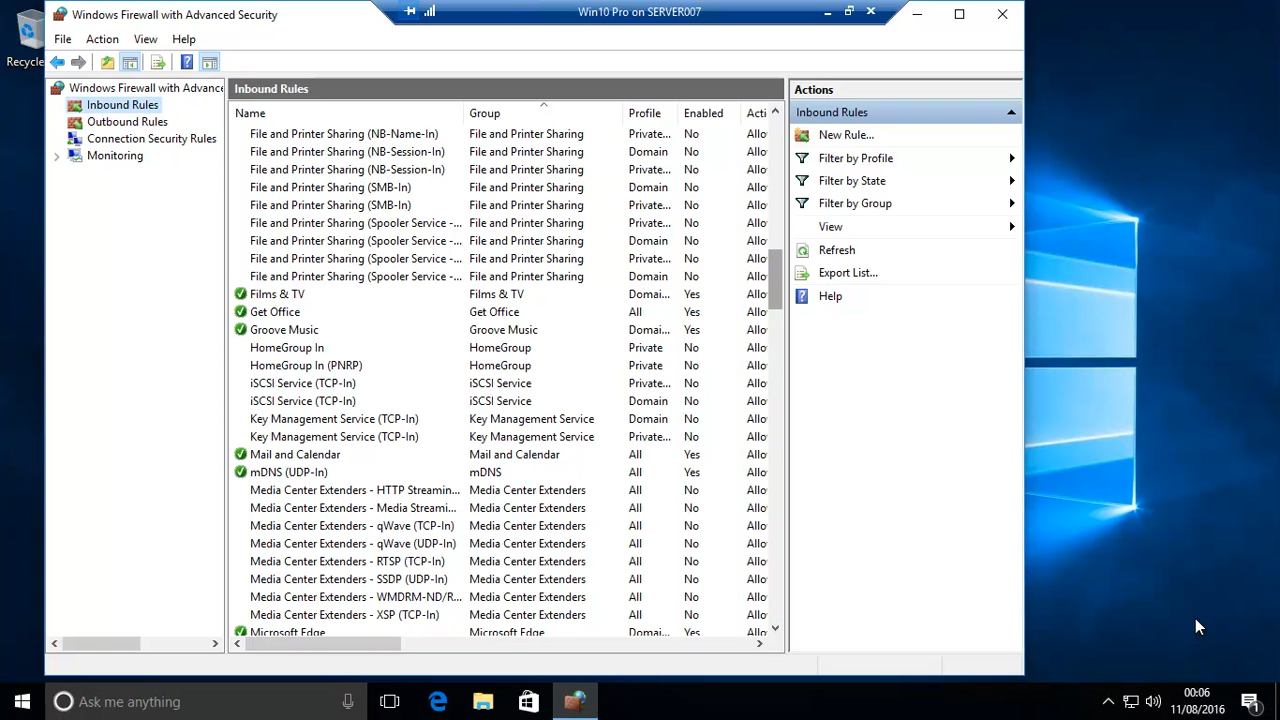 Windows Firewall with Advanced Security
Win10 Pro on SERVER007
Recycle
File Action View Help
Windows Firewall with Advance
Inbound Rules
Outbound Rules
Connection Security Rules
Monitoring
Inbound Rules
Name Group Profile Enabled Acti
File and Printer Sharing (NB-Name-In) File and Printer Sharing Private... No Allo
File and Printer Sharing (NB-Session-In) File and Printer Sharing Domain No Allo
File and Printer Sharing (NB-Session-In) File and Printer Sharing Private... No Allo
File and Printer Sharing (SMB-In) File and Printer Sharing Domain No Allo
File and Printer Sharing (SMB-In) File and Printer Sharing Private... No Allo
File and Printer Sharing (Spooler Service -... File and Printer Sharing Private... No Allo
File and Printer Sharing (Spooler Service -... File and Printer Sharing Domain No Allo
File and Printer Sharing (Spooler Service -... File and Printer Sharing Private... No Allo
File and Printer Sharing (Spooler Service -... File and Printer Sharing Domain No Allo
Films & TV Films & TV Domai... Yes Allo
Get Office Get Office All Yes Allo
Groove Music Groove Music Domai... Yes Allo
HomeGroup In HomeGroup Private No Allo
HomeGroup In (PNRP) HomeGroup Private No Allo
iSCSI Service (TCP-In) iSCSI Service Private... No Allo
iSCSI Service (TCP-In) iSCSI Service Domain No Allo
Key Management Service (TCP-In) Key Management Service Domain No Allo
Key Management Service (TCP-In) Key Management Service Private... No Allo
Mail and Calendar Mail and Calendar All Yes Allo
mDNS (UDP-In) mDNS All Yes Allo
Media Center Extenders - HTTP Streamin... Media Center Extenders All No Allo
Media Center Extenders - Media Streami... Media Center Extenders All No Allo
Media Center Extenders - qWave (TCP-In) Media Center Extenders All No Allo
Media Center Extenders - qWave (UDP-In) Media Center Extenders All No Allo
Media Center Extenders - RTSP (TCP-In) Media Center Extenders All No Allo
Media Center Extenders - SSDP (UDP-In) Media Center Extenders All No Allo
Media Center Extenders - WMDRM-ND/R... Media Center Extenders All No Allo
Media Center Extenders - XSP (TCP-In) Media Center Extenders All No Allo
Microsoft Edge Microsoft Edge Domai... Yes Allo
Actions
Inbound Rules
New Rule...
Filter by Profile
Filter by State
Filter by Group
View
Refresh
Export List...
Help
Ask me anything
00:06
11/08/2016
1